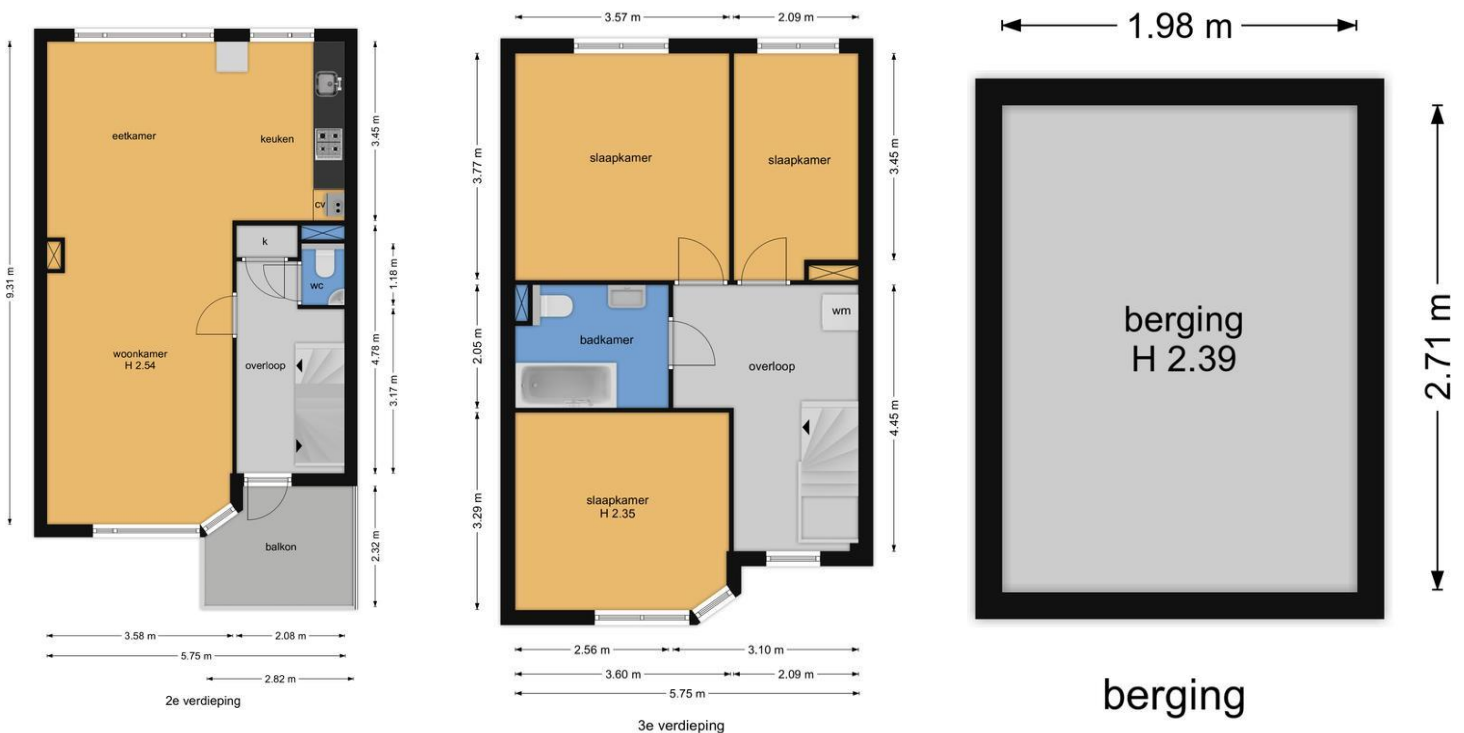 eetkamer
keuken
cv
k
wc
woonkamer
H 2.54
overloop
balkon
9.31 m
3.45 m
1.18 m
4.78 m
3.17 m
2.32 m
3.58 m
2.08 m
5.75 m
2.82 m
2e verdieping
3.57 m
2.09 m
slaapkamer
slaapkamer
3.77 m
3.45 m
wm
badkamer
overloop
2.05 m
4.45 m
slaapkamer
H 2.35
3.29 m
2.56 m
3.10 m
3.60 m
2.09 m
5.75 m
3e verdieping
1.98 m
berging
H 2.39
2.71 m
berging